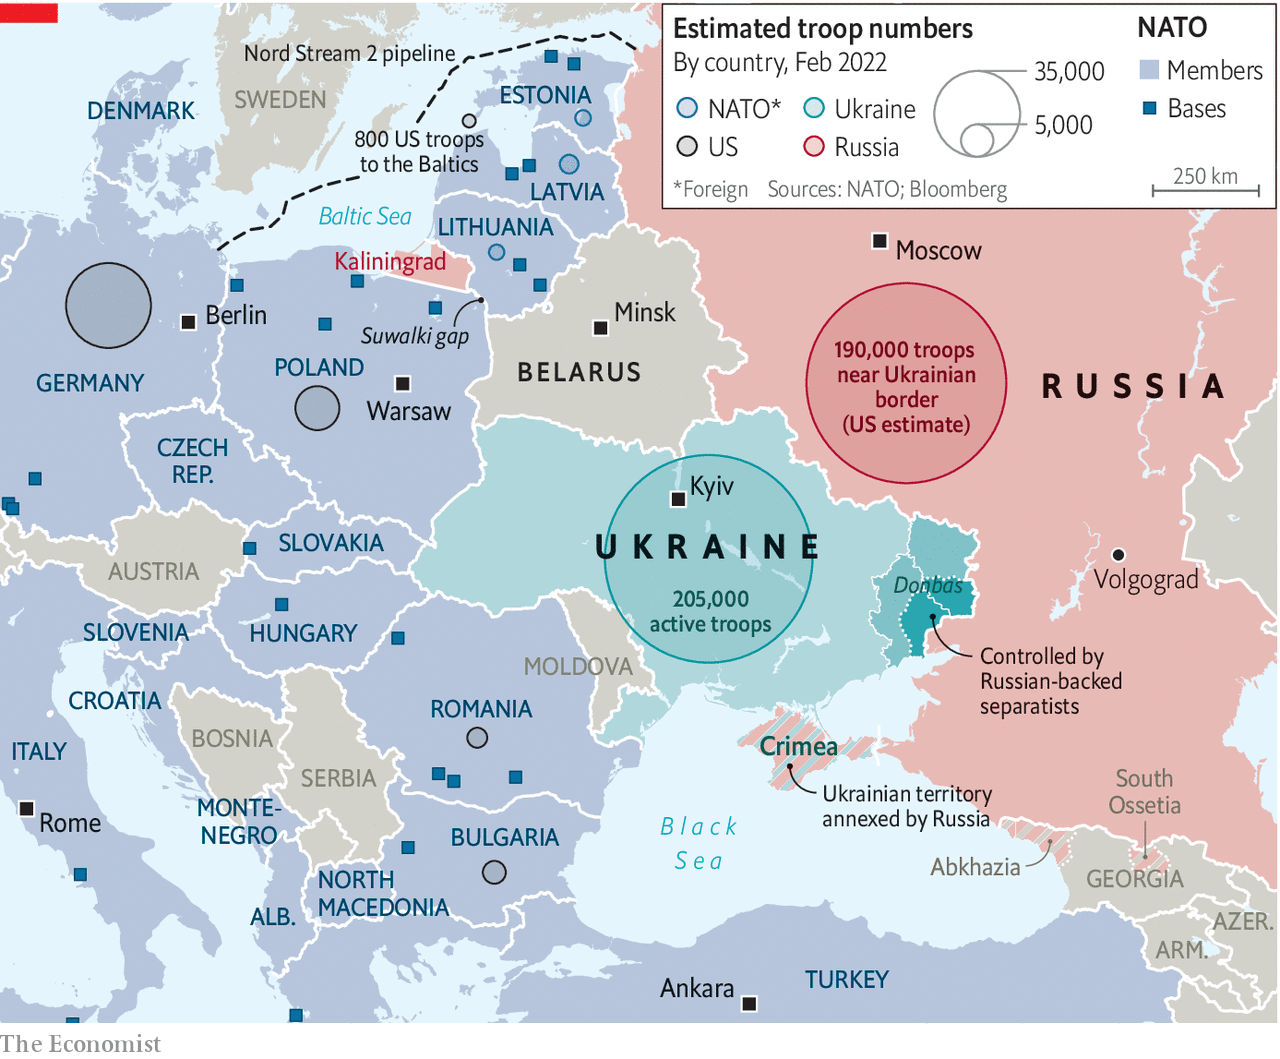 Estimated troop numbers
By country, Feb 2022
NATO*
Ukraine
US
Russia
35,000
5,000
*Foreign Sources: NATO; Bloomberg
NATO
Members
Bases
250 km
Nord Stream 2 pipeline
SWEDEN
DENMARK
ESTONIA
800 US troops
to the Baltics
LATVIA
Baltic Sea
LITHUANIA
Kaliningrad
Moscow
Berlin
Suwalki gap
Minsk
190,000 troops
near Ukrainian
border
(US estimate)
POLAND
BELARUS
RUSSIA
GERMANY
Warsaw
CZECH
REP.
Kyiv
UKRAINE
SLOVAKIA
AUSTRIA
205,000
active troops
Donbas
Volgograd
SLOVENIA
HUNGARY
MOLDOVA
Controlled by
Russian-backed
separatists
CROATIA
ROMANIA
BOSNIA
ITALY
Crimea
SERBIA
South
Ossetia
Ukrainian territory
annexed by Russia
MONTE-
NEGRO
Rome
BULGARIA
Black
Sea
Abkhazia
GEORGIA
NORTH
MACEDONIA
ALB.
AZER.
ARM.
Ankara
TURKEY
The Economist